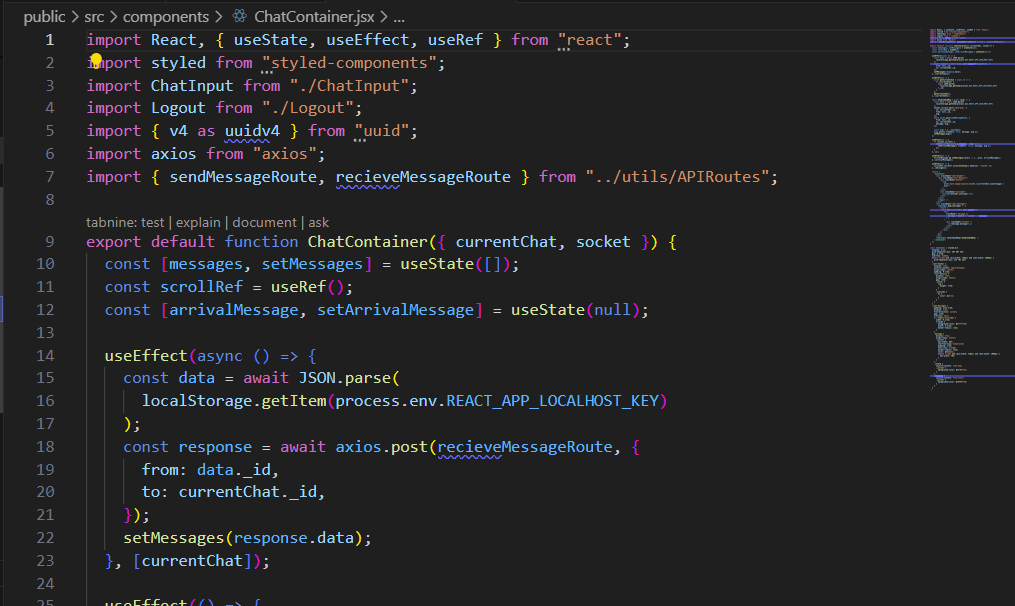 public > src > components > ChatContainer.jsx > ...
1 import React, { useState, useEffect, useRef } from "react";
2 import styled from "styled-components";
3 import ChatInput from "./ChatInput";
4 import Logout from "./Logout";
5 import { v4 as uuidv4 } from "uuid";
6 import axios from "axios";
7 import { sendMessageRoute, recieveMessageRoute } from "../utils/APIRoutes";
8
tabnine: test | explain | document | ask
9 export default function ChatContainer({ currentChat, socket }) {
10 const [messages, setMessages] = useState([]);
11 const scrollRef = useRef();
12 const [arrivalMessage, setArrivalMessage] = useState(null);
13
14 useEffect(async () => {
15 const data = await JSON.parse(
16 localStorage.getItem(process.env.REACT_APP_LOCALHOST_KEY)
17 );
18 const response = await axios.post(recieveMessageRoute, {
19 from: data._id,
20 to: currentChat._id,
21 });
22 setMessages(response.data);
23 }, [currentChat]);
24
25 useEffect(() => {